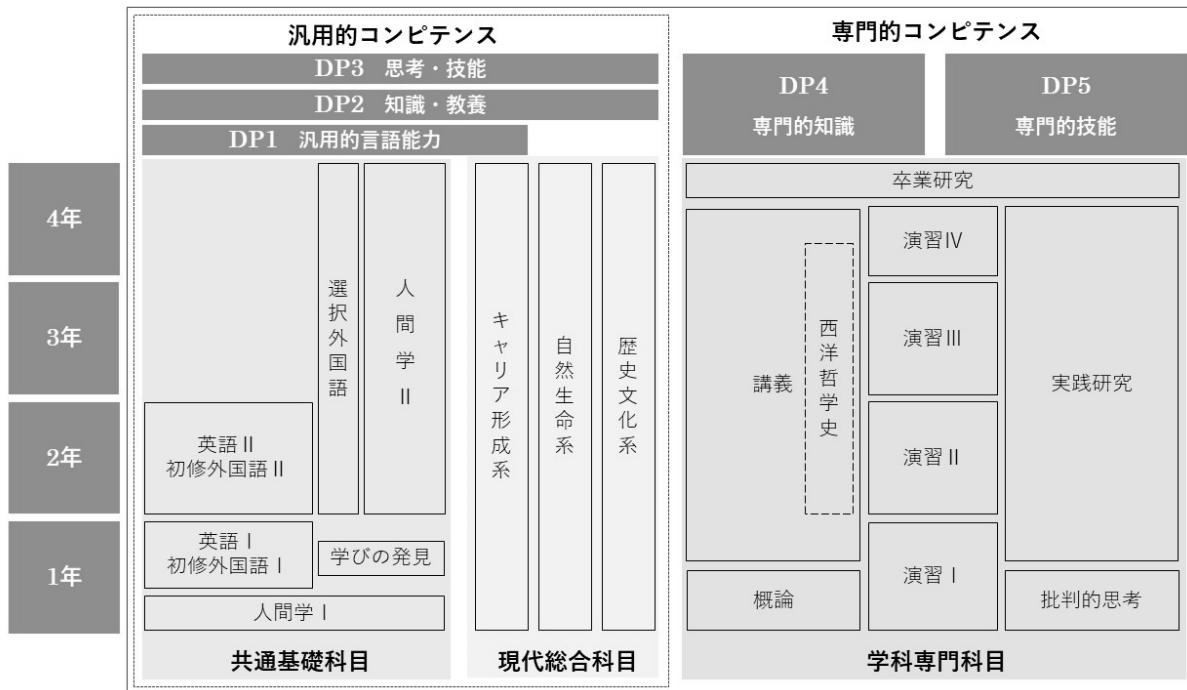 汎用的コンピテンス
専門的コンピテンス
DP3 思考・技能
DP2 知識・教養
DP1 汎用的言語能力
DP4
専門的知識
DP5
専門的技能
4年
3年
2年
1年
選択外国語
人間学Ⅱ
英語Ⅱ
初修外国語Ⅱ
英語Ⅰ
初修外国語Ⅰ
学びの発見
人間学Ⅰ
共通基礎科目
キャリア形成系
自然生命系
歴史文化系
現代総合科目
卒業研究
講義
西洋哲学史
演習Ⅳ
演習Ⅲ
演習Ⅱ
演習Ⅰ
実践研究
概論
批判的思考
学科専門科目